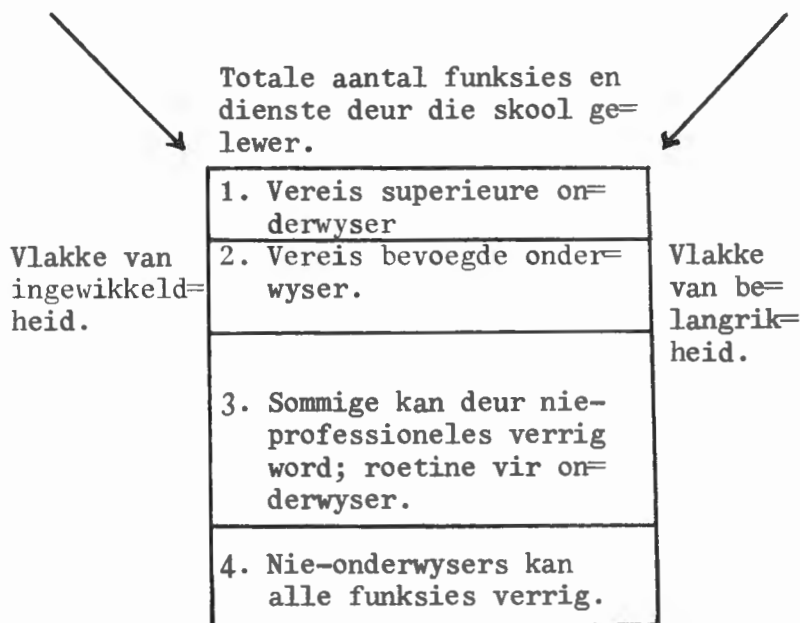 Totale aantal funksies en
dienste deur die skool ge=
lewer.
1. Vereis superieure on=
derwyser
Vlakke van
ingewikkeld=
heid.
2. Vereis bevoegde onder=
wyser.
3. Sommige kan deur nie-
professioneles verrig
word; roetine vir on=
derwyser.
4. Nie-onderwysers kan
alle funksies verrig.
Vlakke
van be=
langrik=
heid.